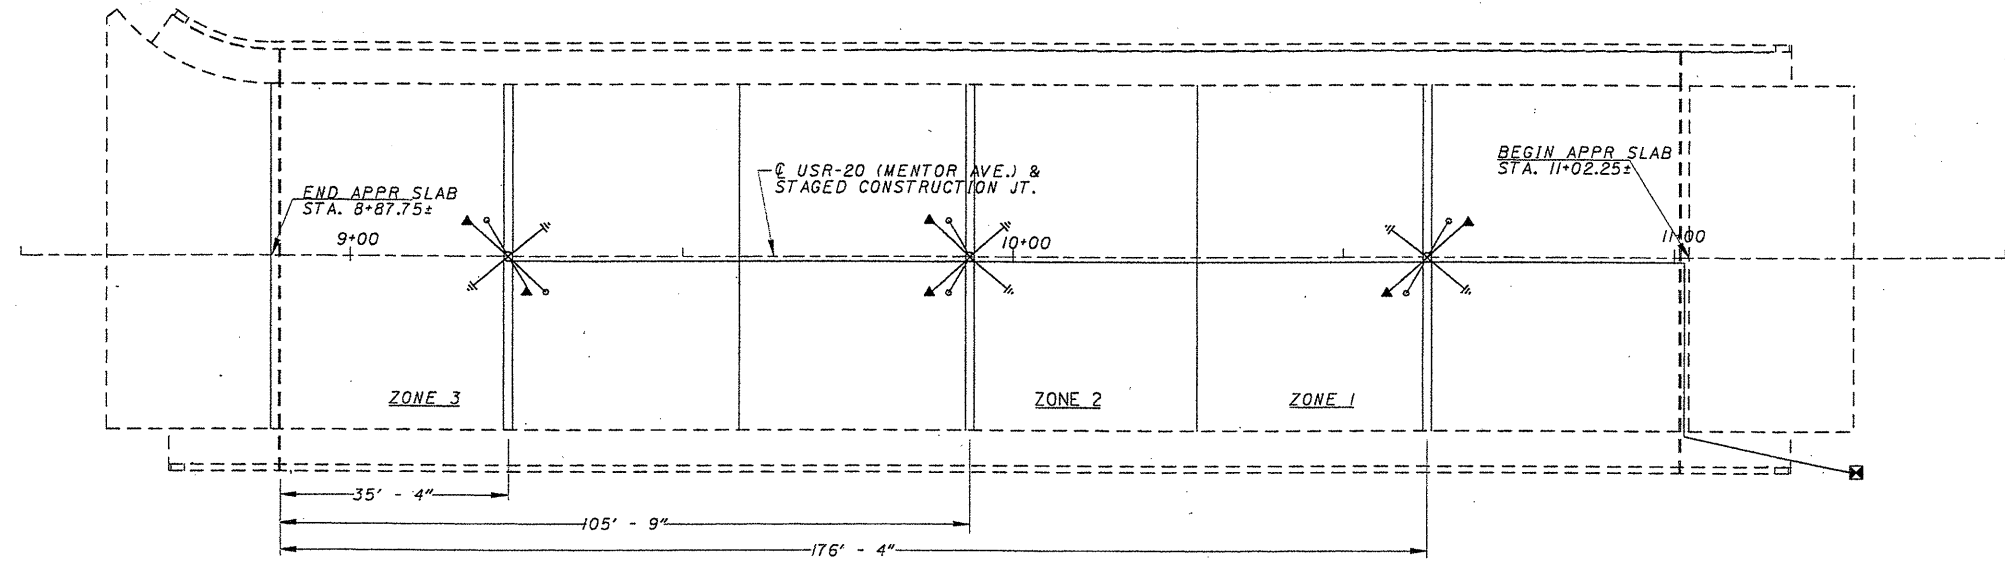 ℄ USR-20 (MENTOR AVE.) &
STAGED CONSTRUCTION JT.
BEGIN APPR SLAB
STA. 11+02.25±
END APPR SLAB
STA. 8+87.75±
9+00
10+00
11+00
ZONE 3
ZONE 2
ZONE 1
35' - 4"
105' - 9"
176' - 4"